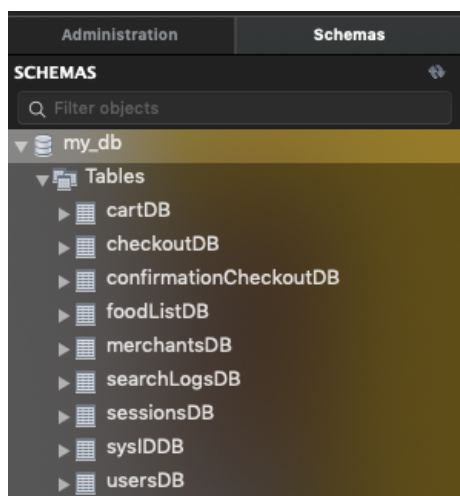 Administration Schemas
SCHEMAS
Filter objects
my_db
Tables
cartDB
checkoutDB
confirmationCheckoutDB
foodListDB
merchantsDB
searchLogsDB
sessionsDB
sysIDDB
usersDB